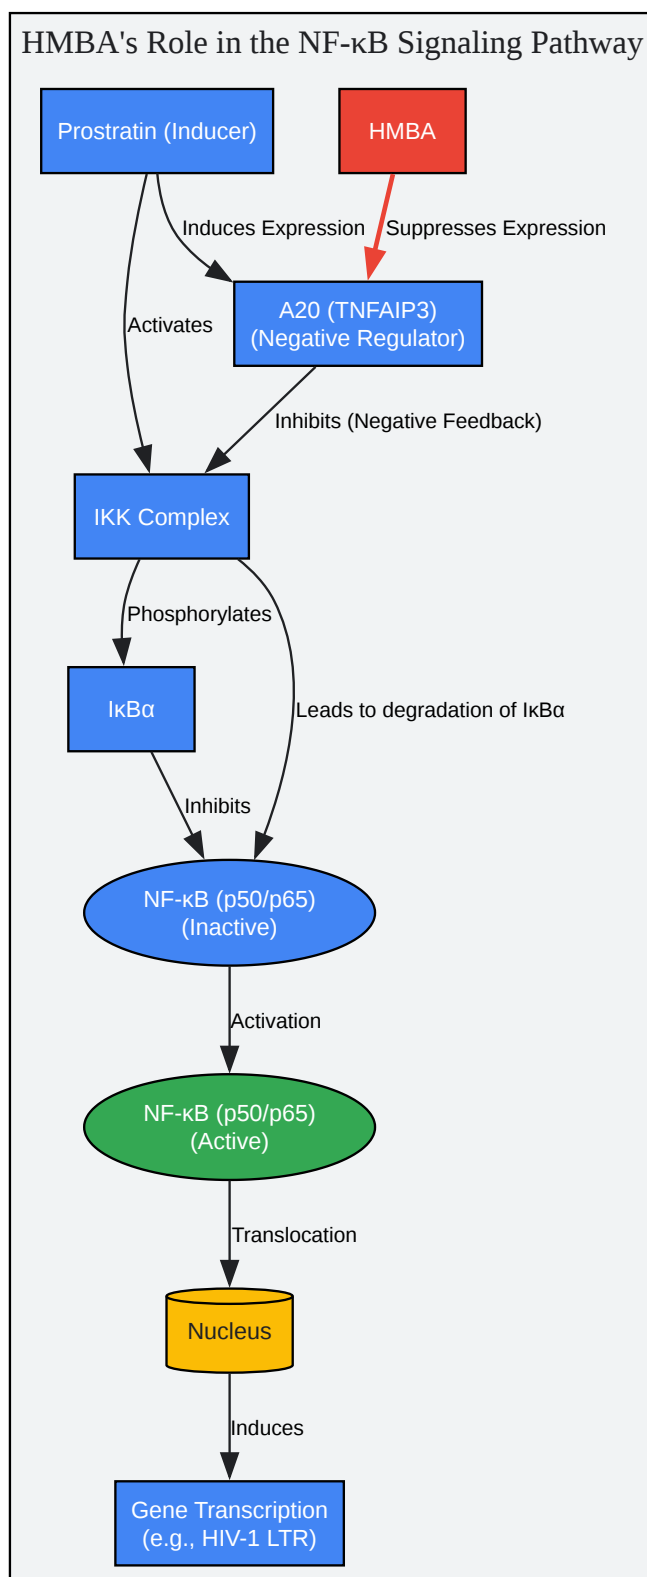 HMBA's Role in the NF-κB Signaling Pathway
Prostratin (Inducer)
HMBA
Induces Expression
Suppresses Expression
A20 (TNFAIP3)
(Negative Regulator)
Activates
Inhibits (Negative Feedback)
IKK Complex
Phosphorylates
IκBα
Leads to degradation of IκBα
Inhibits
NF-κB (p50/p65)
(Inactive)
Activation
NF-κB (p50/p65)
(Active)
Translocation
Nucleus
Induces
Gene Transcription
(e.g., HIV-1 LTR)